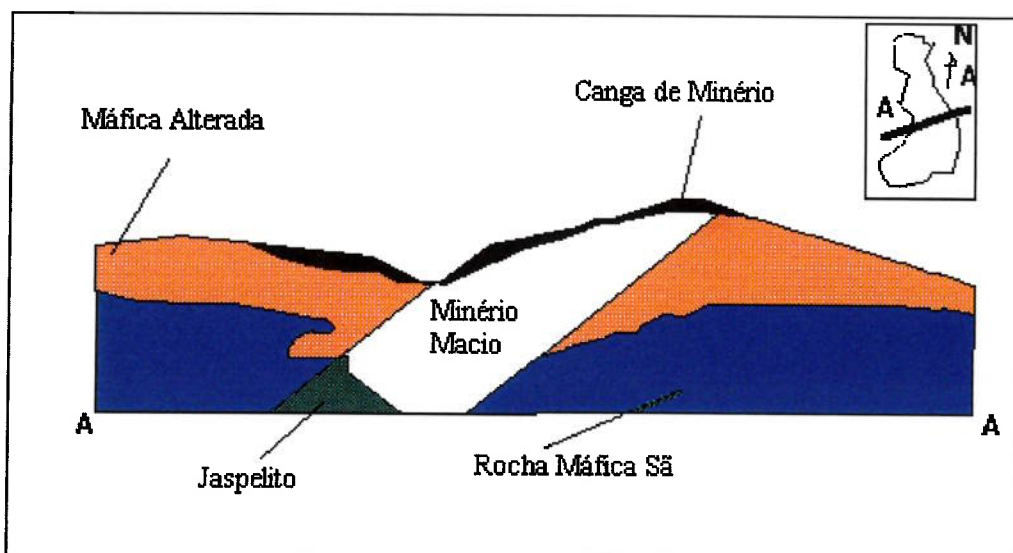 N
A
A
Canga de Minério
Máfica Alterada
Minério
Macio
A
A
Jaspelito
Rocha Máfica Sã